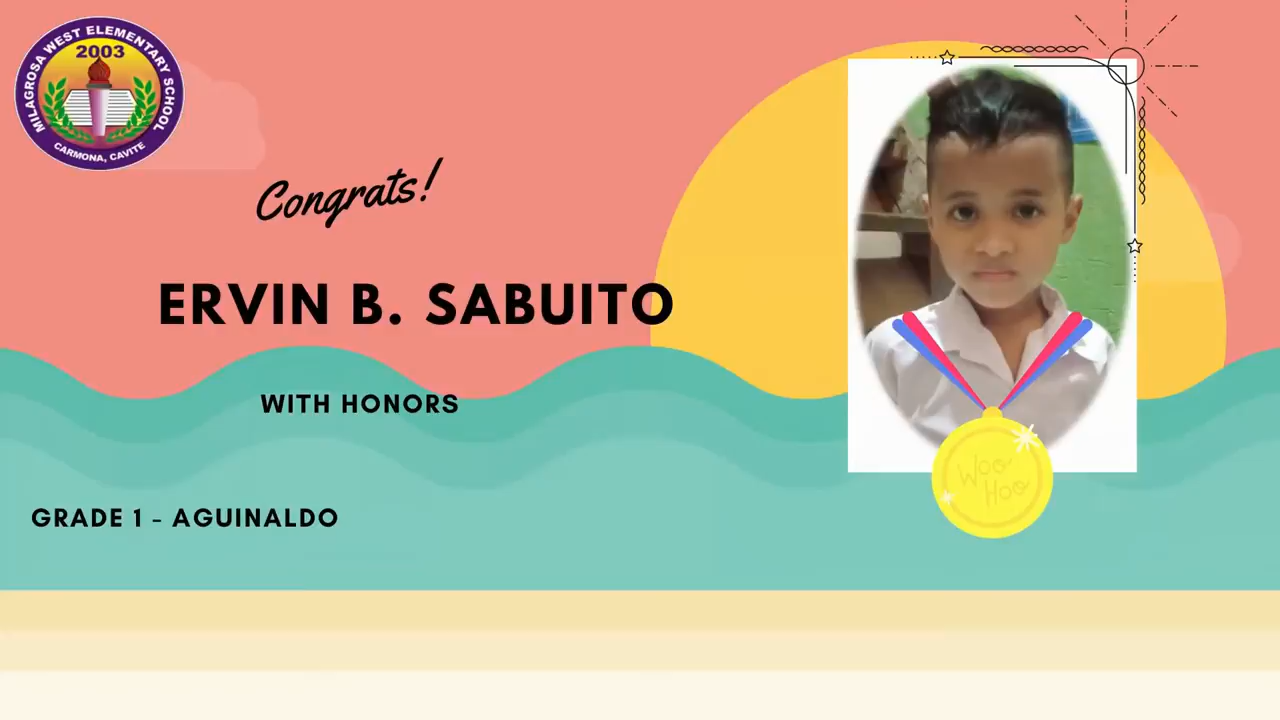 MILAGROSA WEST ELEMENTARY SCHOOL
2003
CARMONA, CAVITE
Congrats!
ERVIN B. SABUITO
WITH HONORS
GRADE 1 - AGUINALDO
Woo
Hoo